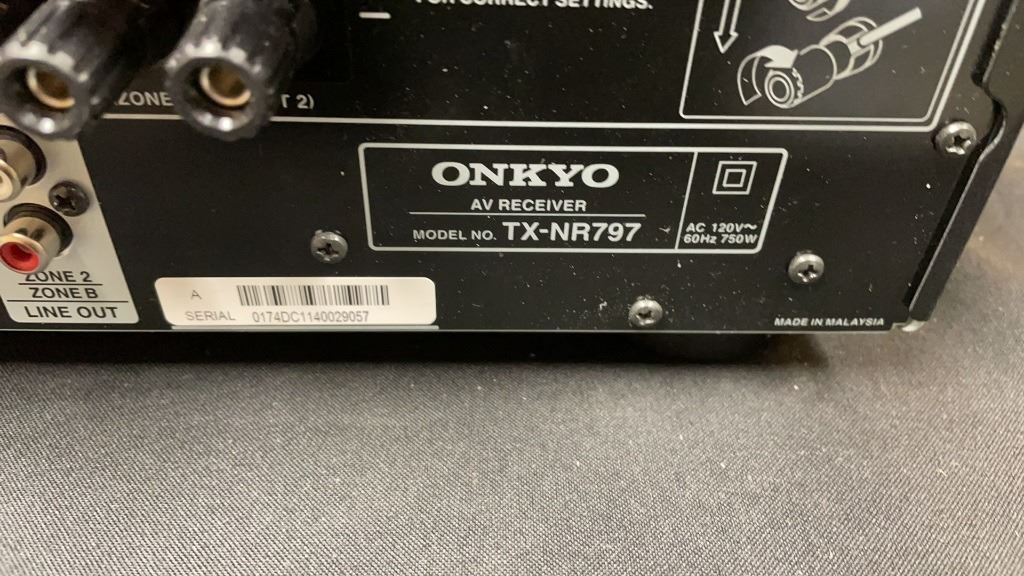 FOR CORRECT SETTINGS.
(ZONE
T 2)
ONKYO
AV RECEIVER
MODEL NO. TX-NR797
AC 120V~
60Hz 750W
ZONE 2
ZONE B
LINE OUT
A
SERIAL 0174DC1140029057
MADE IN MALAYSIA